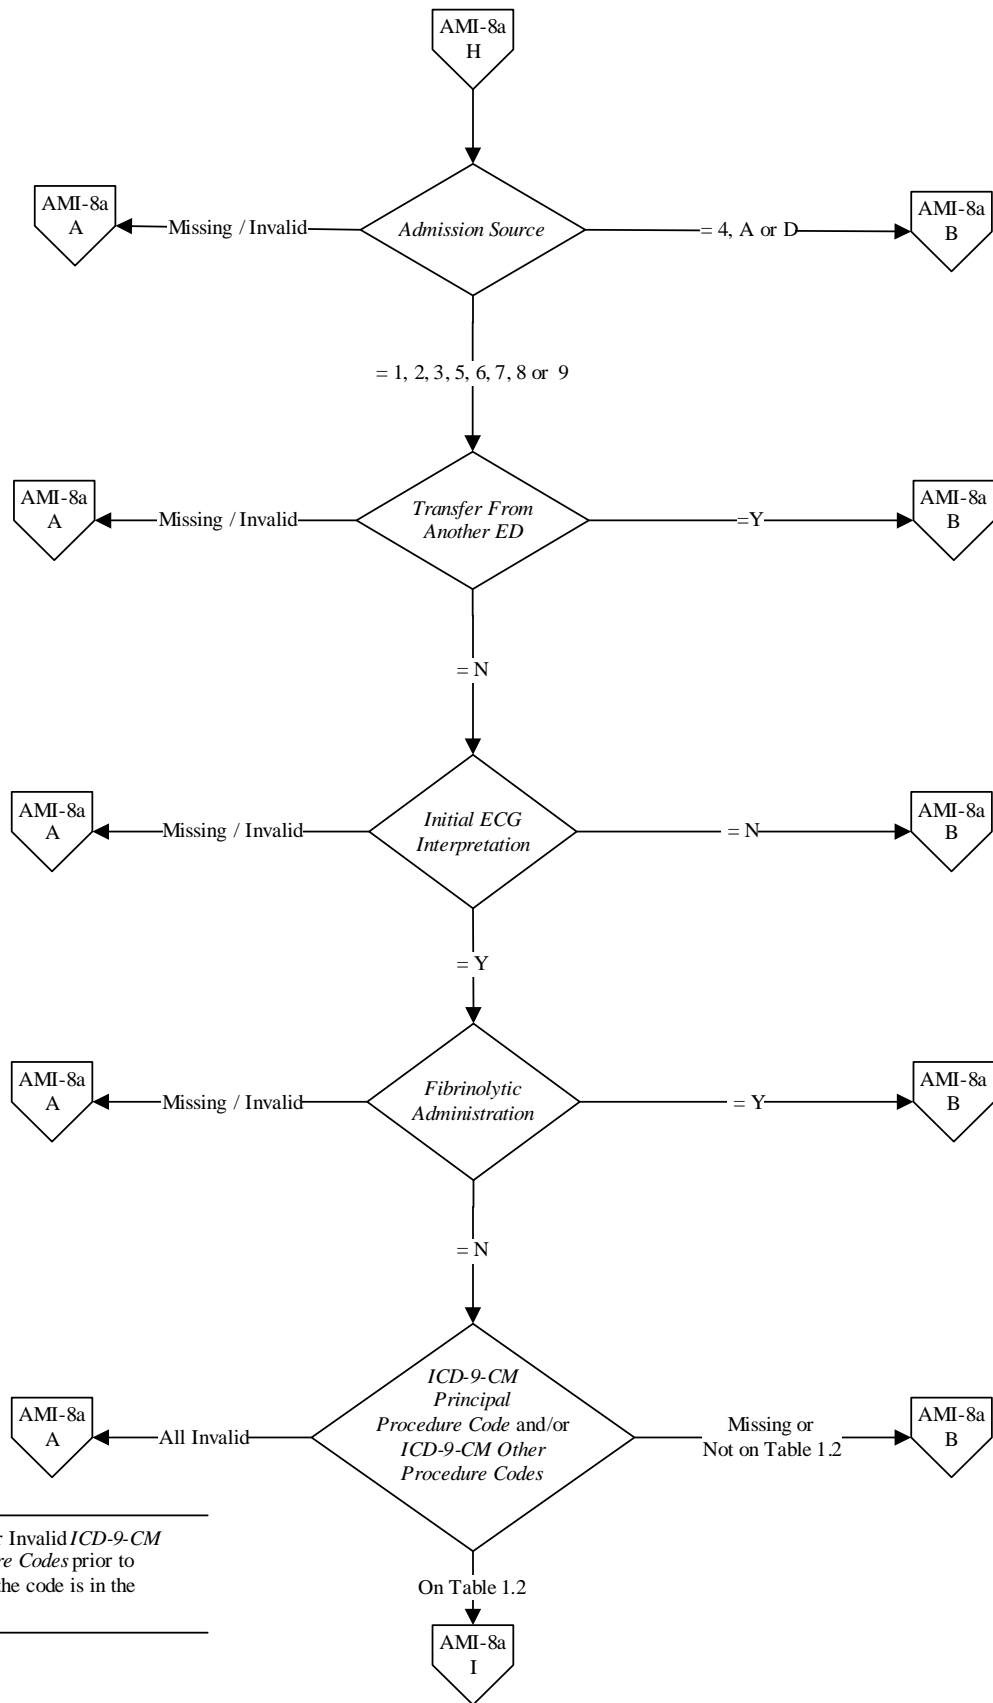 AMI-8a
H
AMI-8a
A
Missing / Invalid
Admission Source
= 4, A or D
AMI-8a
B
= 1, 2, 3, 5, 6, 7, 8 or 9
AMI-8a
A
Missing / Invalid
Transfer From
Another ED
=Y
AMI-8a
B
= N
AMI-8a
A
Missing / Invalid
Initial ECG
Interpretation
= N
AMI-8a
B
= Y
AMI-8a
A
Missing / Invalid
Fibrinolytic
Administration
= Y
AMI-8a
B
= N
AMI-8a
A
All Invalid
ICD-9-CM
Principal
Procedure Code and/or
ICD-9-CM Other
Procedure Codes
Missing or
Not on Table 1.2
AMI-8a
B
Invalid ICD-9-CM
Codes prior to
the code is in the
On Table 1.2
AMI-8a
I